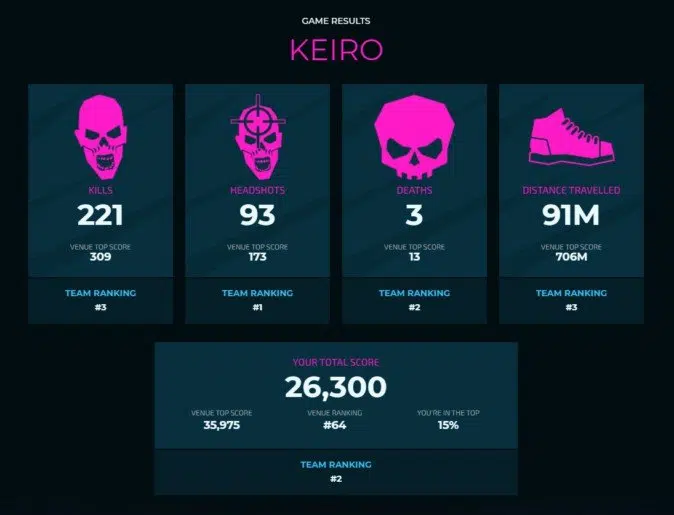 GAME RESULTS
KEIRO
KILLS
221
VENUE TOP SCORE
309
TEAM RANKING
#3
HEADSHOTS
93
VENUE TOP SCORE
173
TEAM RANKING
#1
DEATHS
3
VENUE TOP SCORE
13
TEAM RANKING
#2
DISTANCE TRAVELLED
91M
VENUE TOP SCORE
706M
TEAM RANKING
#3
YOUR TOTAL SCORE
26,300
VENUE TOP SCORE
35,975
VENUE RANKING
#64
YOU'RE IN THE TOP
15%
TEAM RANKING
#2